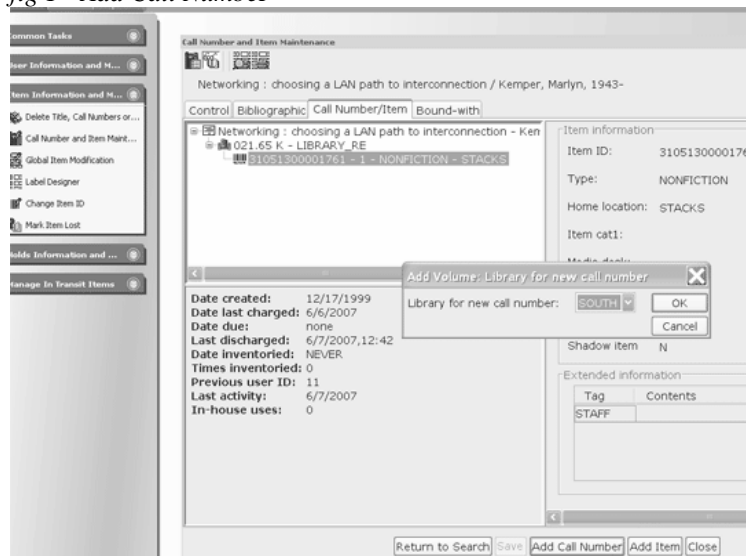 fig 1 - Add Call Number
Common Tasks
User Information and M...
Item Information and M...
Delete Title, Call Numbers or...
Call Number and Item Maint...
Global Item Modification
Label Designer
Change Item ID
Mark Item Lost
Holds Information and ...
Manage In Transit Items
Call Number and Item Maintenance
Networking : choosing a LAN path to interconnection / Kemper, Marlyn, 1943-
Control Bibliographic Call Number/Item Bound-with
Networking : choosing a LAN path to interconnection - Kem
021.65 K - LIBRARY_RE
31051300001761 - 1 - NONFICTION - STACKS
Date created: 12/17/1999
Date last charged: 6/6/2007
Date due: none
Last discharged: 6/7/2007,12:42
Date inventoried: NEVER
Times inventoried: 0
Previous user ID: 11
Last activity: 6/7/2007
In-house uses: 0
Item information
Item ID: 3105130000176
Type: NONFICTION
Home location: STACKS
Item cat1:
Add Volume: Library for new call number
Library for new call number: SOUTH
OK
Cancel
Shadow item N
Extended information
Tag Contents
STAFF
Return to Search Save Add Call Number Add Item Close